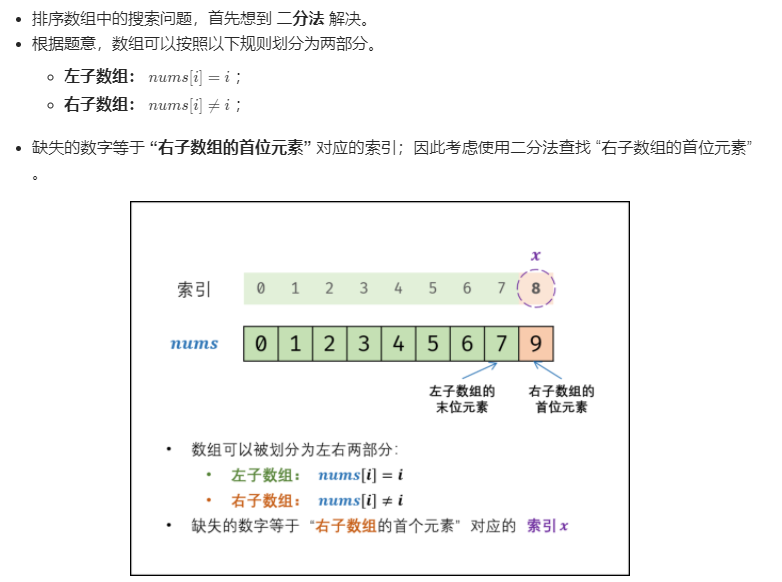 排序数组中的搜索问题，首先想到 二分法 解决。
根据题意，数组可以按照以下规则划分为两部分。
左子数组： nums[i] = i ；
右子数组： nums[i] ≠ i ；
缺失的数字等于 “右子数组的首位元素” 对应的索引；因此考虑使用二分法查找 “右子数组的首位元素”
。
x
索引 0 1 2 3 4 5 6 7 8
nums 0 1 2 3 4 5 6 7 9
左子数组的 右子数组的
末位元素 首位元素
数组可以被划分为左右两部分：
左子数组： nums[i] = i
右子数组： nums[i] ≠ i
缺失的数字等于 “右子数组的首个元素” 对应的 索引 x